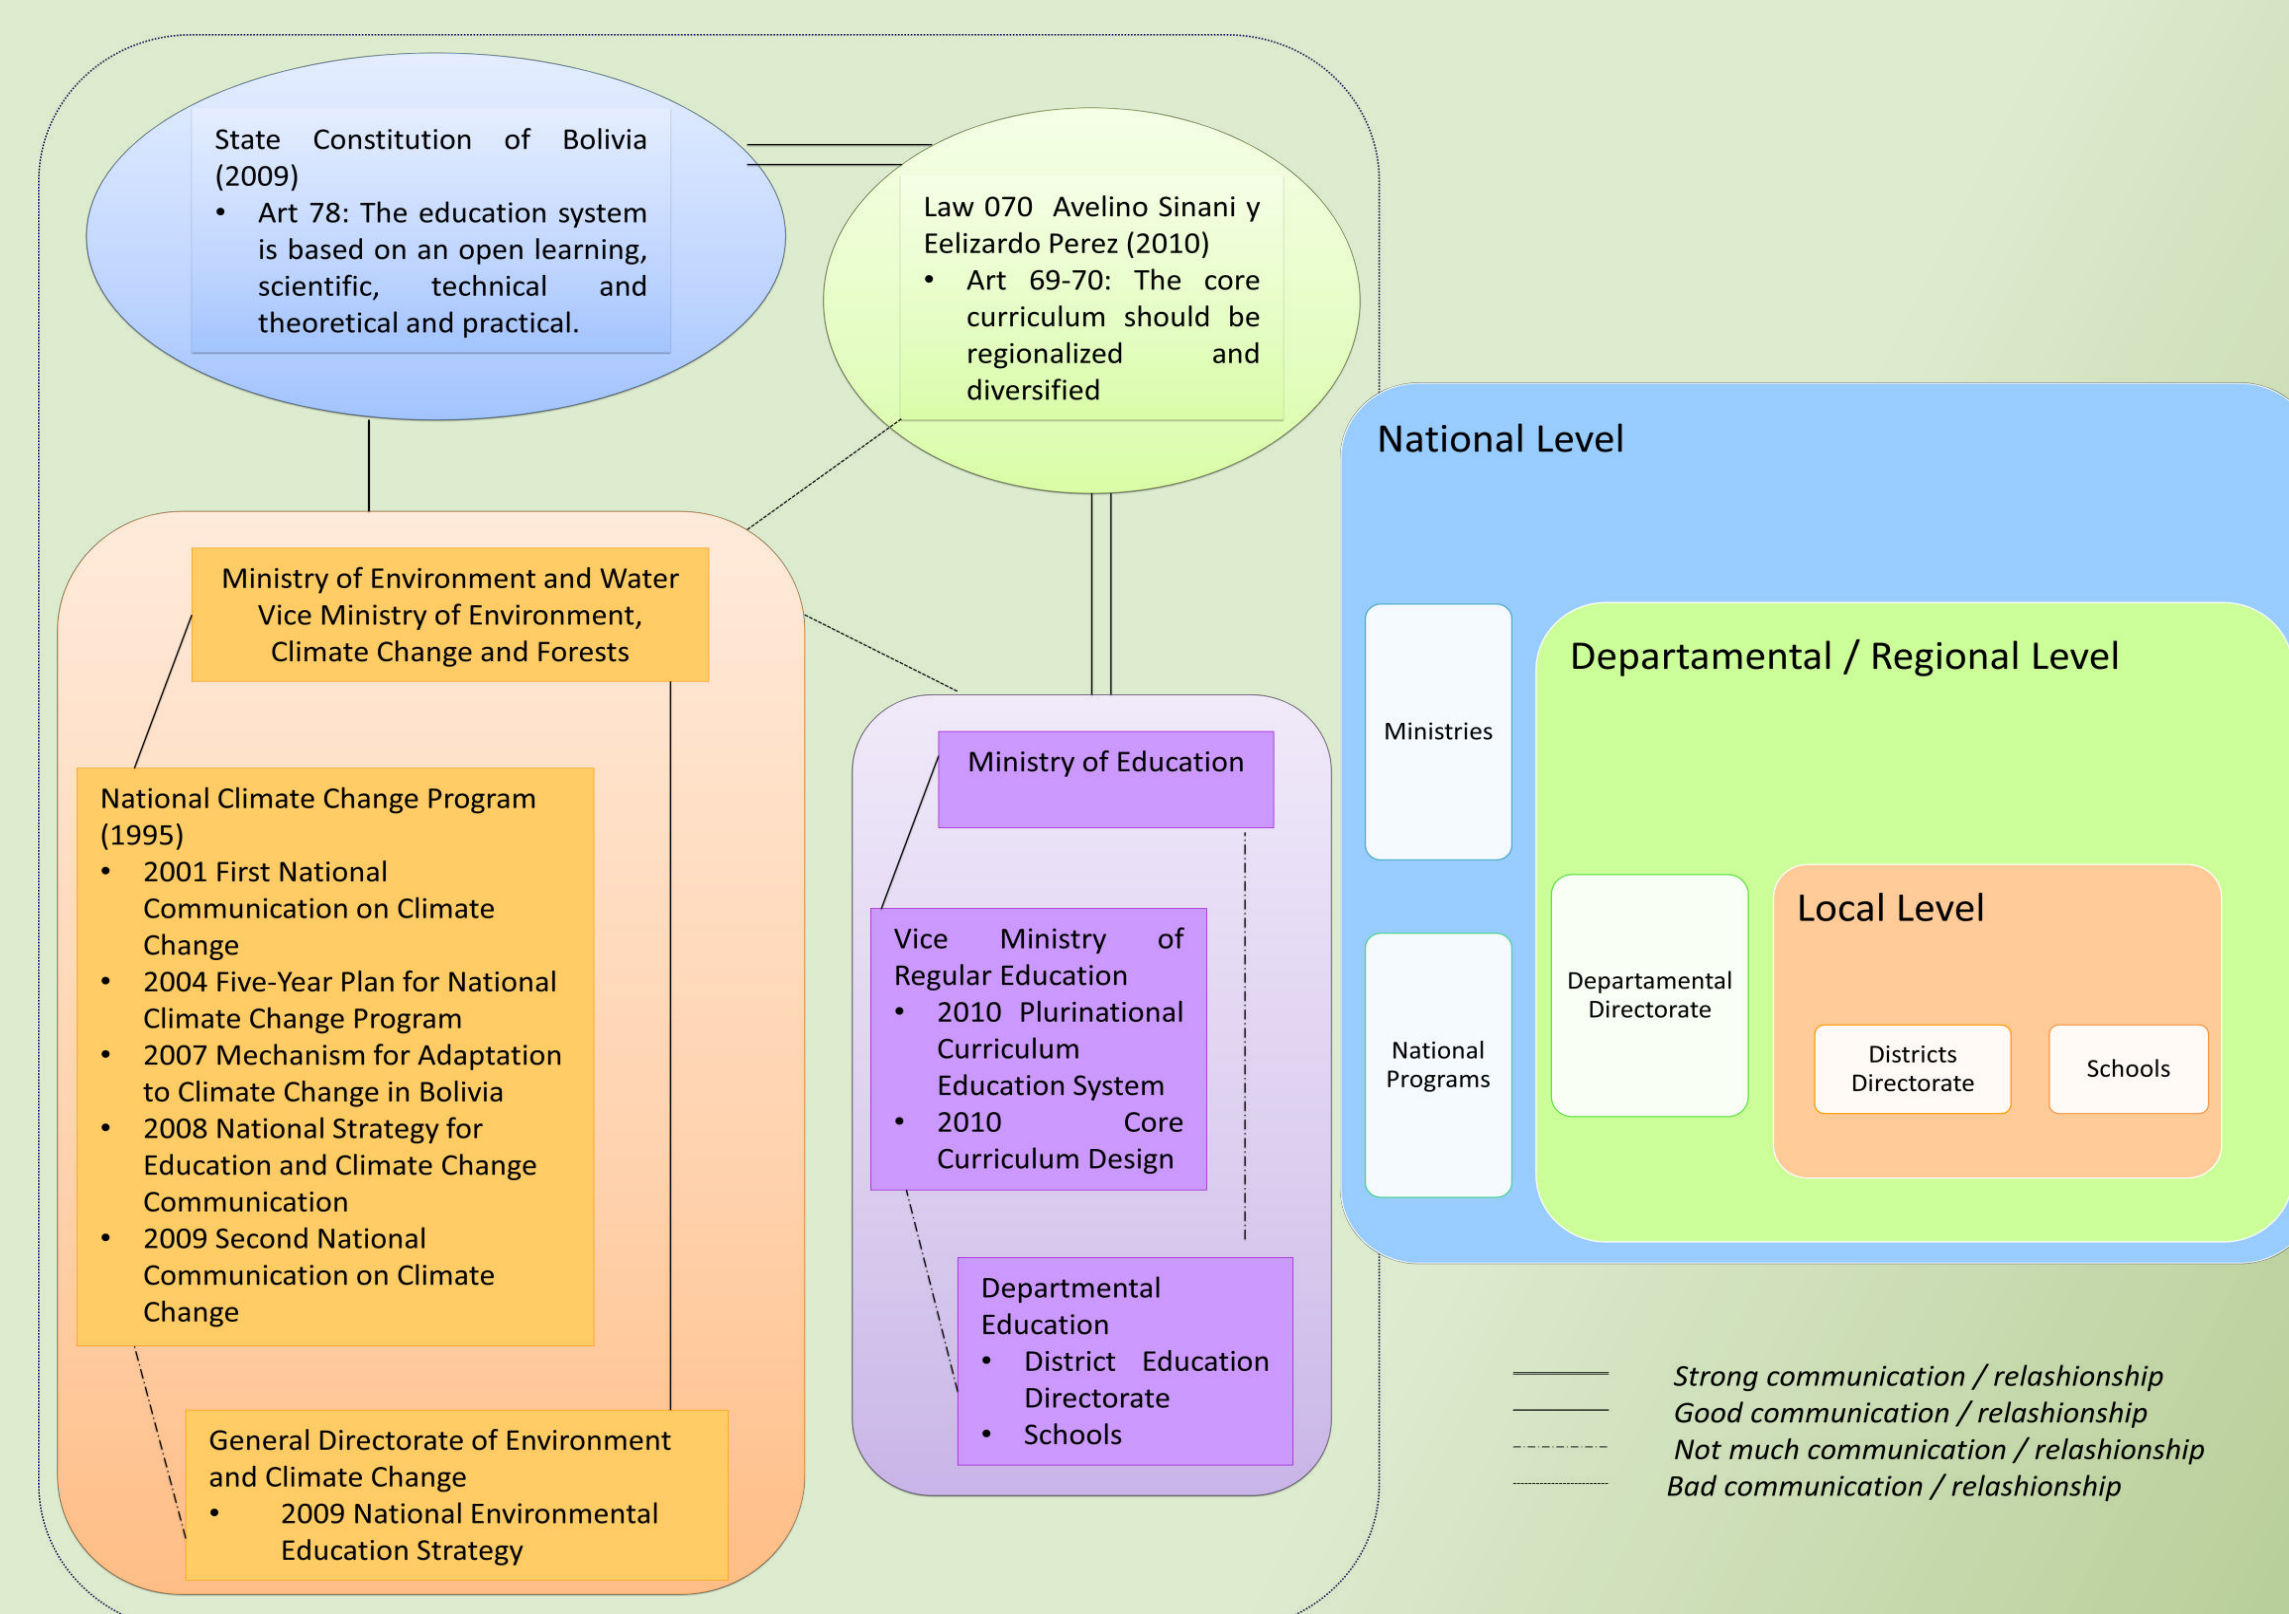 State Constitution of Bolivia
(2009)
• Art 78: The education system
is based on an open learning,
scientific, technical and
theoretical and practical.
Law 070 Avelino Sinani y
Eelizardo Perez (2010)
• Art 69-70: The core
curriculum should be
regionalized and
diversified
Ministry of Environment and Water
Vice Ministry of Environment,
Climate Change and Forests
National Climate Change Program
(1995)
• 2001 First National
Communication on Climate
Change
• 2004 Five-Year Plan for National
Climate Change Program
• 2007 Mechanism for Adaptation
to Climate Change in Bolivia
• 2008 National Strategy for
Education and Climate Change
Communication
• 2009 Second National
Communication on Climate
Change
General Directorate of Environment
and Climate Change
• 2009 National Environmental
Education Strategy
Ministry of Education
Vice Ministry of
Regular Education
• 2010 Plurinational
Curriculum
Education System
• 2010 Core
Curriculum Design
Departmental
Education
• District Education
Directorate
• Schools
National Level
Ministries
National
Programs
Departamental / Regional Level
Departamental
Directorate
Local Level
Districts
Directorate
Schools
Strong communication / relashionship
Good communication / relashionship
Not much communication / relashionship
Bad communication / relashionship